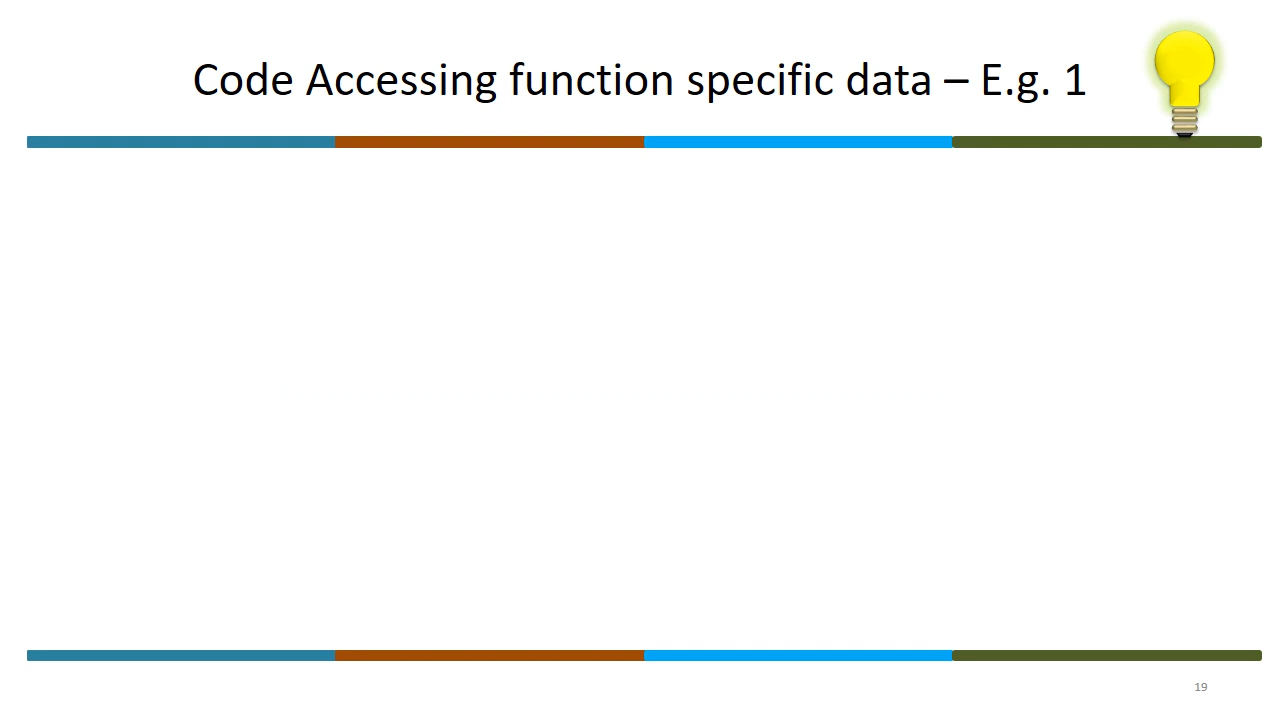 Code Accessing function specific data – E.g. 1
19